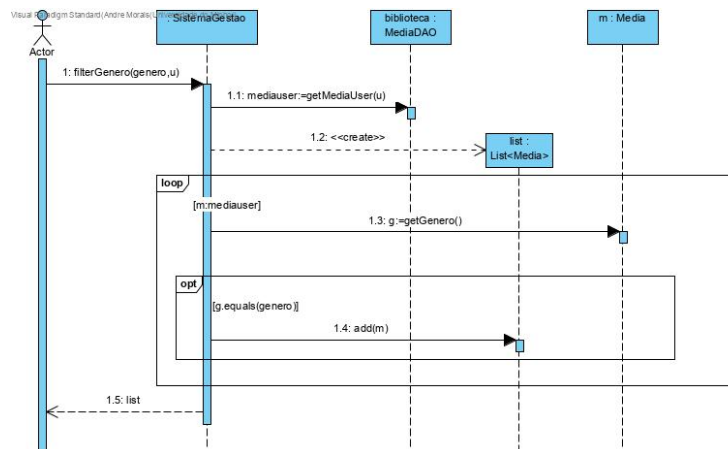 Visual Paradigm Standard(Andre Morais(
: SistemaGestao
biblioteca :
MediaDAO
m : Media
Actor
1: filterGenero(genero,u)
1.1: mediauser:=getMediaUser(u)
1.2: <<create>>
list :
List<Media>
loop
[m:mediauser]
1.3: g:=getGenero()
opt
[g.equals(genero)]
1.4: add(m)
1.5: list